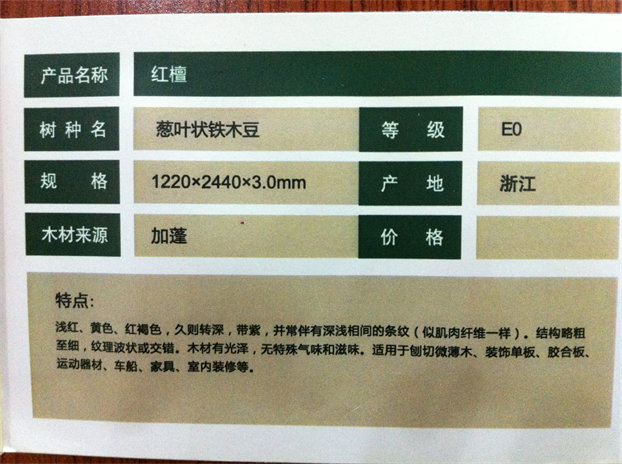 产品名称 红檀
树种名 葱叶状铁木豆 等级 E0
规格 1220×2440×3.0mm 产地 浙江
木材来源 加蓬 价格
特点：
浅红、黄色、红褐色，久则转深，带紫，并常伴有深浅相间的条纹（似肌肉纤维一样）。结构略粗
至细，纹理波状或交错。木材有光泽，无特殊气味和滋味。适用于刨切微薄木、装饰单板、胶合板、
运动器材、车船、家具、室内装修等。